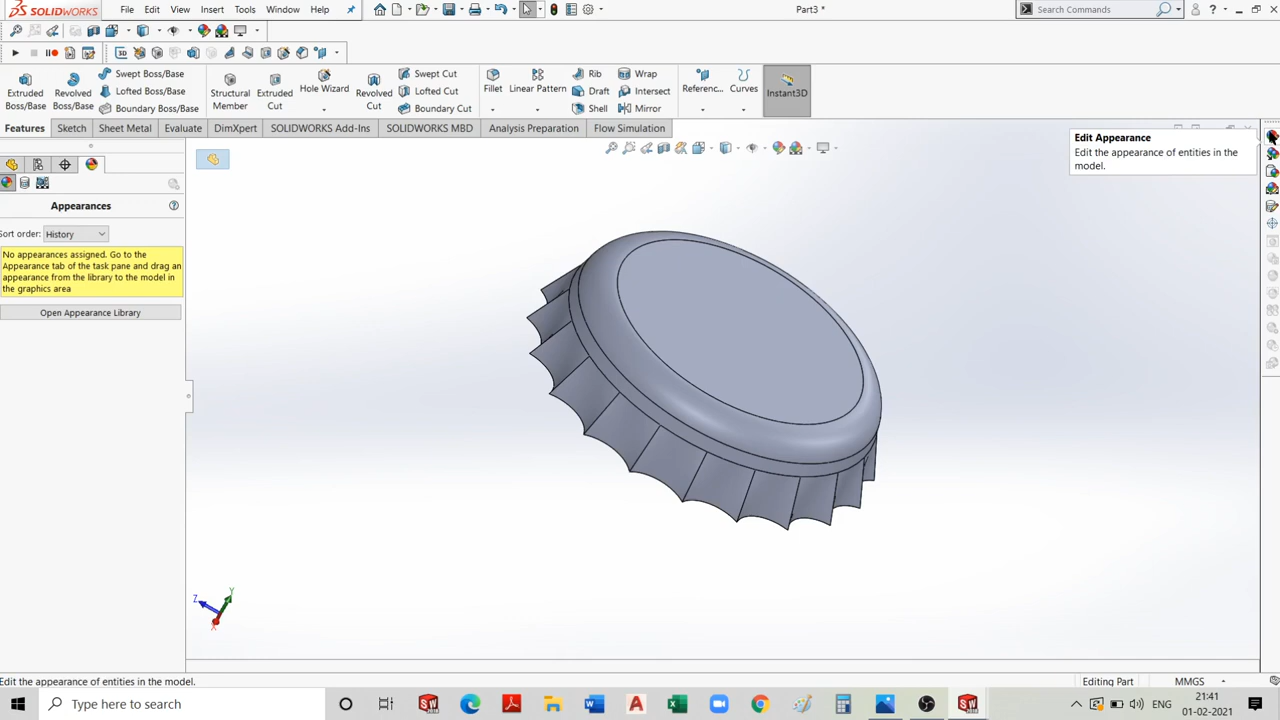 SOLIDWORKS File Edit View Insert Tools Window Help Part3 * Search Commands
Extruded Boss/Base
Revolved Boss/Base
Swept Boss/Base
Lofted Boss/Base
Boundary Boss/Base
Structural Member
Extruded Cut
Hole Wizard
Revolved Cut
Swept Cut
Lofted Cut
Boundary Cut
Fillet
Linear Pattern
Rib
Draft
Shell
Wrap
Intersect
Mirror
Referenc...
Curves
Instant3D
Features Sketch Sheet Metal Evaluate DimXpert SOLIDWORKS Add-Ins SOLIDWORKS MBD Analysis Preparation Flow Simulation
Edit Appearance
Edit the appearance of entities in the
model.
Appearances
Sort order: History
No appearances assigned. Go to the
Appearance tab of the task pane and drag an
appearance from the library to the model in
the graphics area
Open Appearance Library
Y
Z
X
Edit the appearance of entities in the model. Editing Part MMGS
Type here to search
ENG
21:41
01-02-2021